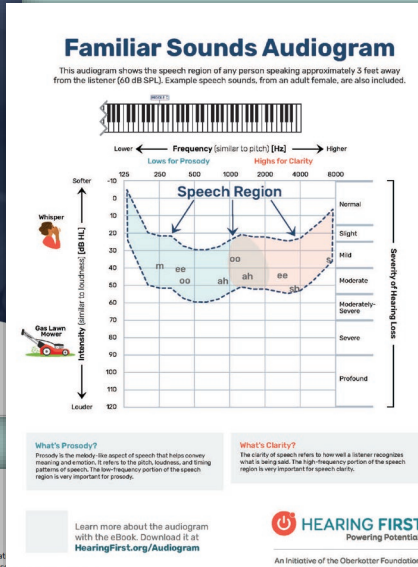 Familiar Sounds Audiogram
This audiogram shows the speech region of any person speaking approximately 3 feet away
from the listener (60 dB SPL). Example speech sounds, from an adult female, are also included.
Lower Frequency (similar to pitch) [Hz] Higher
Lows for Prosody Highs for Clarity
Softer
125 250 500 1000 2000 4000 8000
-10
0
10
20
30
40
50
60
70
80
90
100
110
120
Speech Region
Whisper
Gas Lawn
Mower
Intensity (similar to loudness) [dB HL]
Louder
m
ee
oo
ah
oo
ah
ee
sh
s
Normal
Slight
Mild
Moderate
Moderately-
Severe
Severe
Profound
Severity of Hearing Loss
What's Prosody?
Prosody is the melody-like aspect of speech that helps convey
meaning and emotion. It refers to the pitch, loudness, and timing
patterns of speech. The low-frequency portion of the speech
region is very important for prosody.
What's Clarity?
The clarity of speech refers to how well a listener recognizes
what is being said. The high-frequency portion of the speech
region is very important for speech clarity.
Learn more about the audiogram
with the eBook. Download it at
HearingFirst.org/Audiogram
HEARING FIRST
Powering Potential
An Initiative of the Oberkotter Foundation